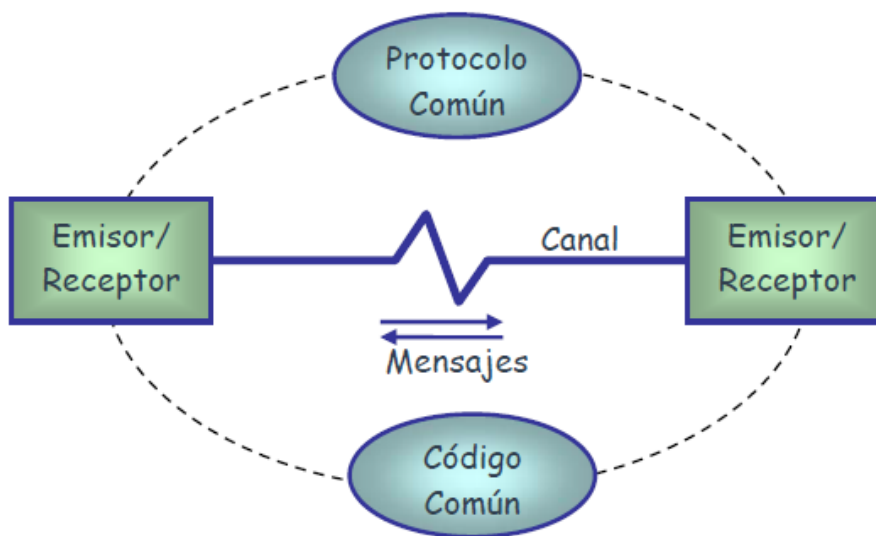 Protocolo
Común
Emisor/
Receptor
Canal
Emisor/
Receptor
Mensajes
Código
Común